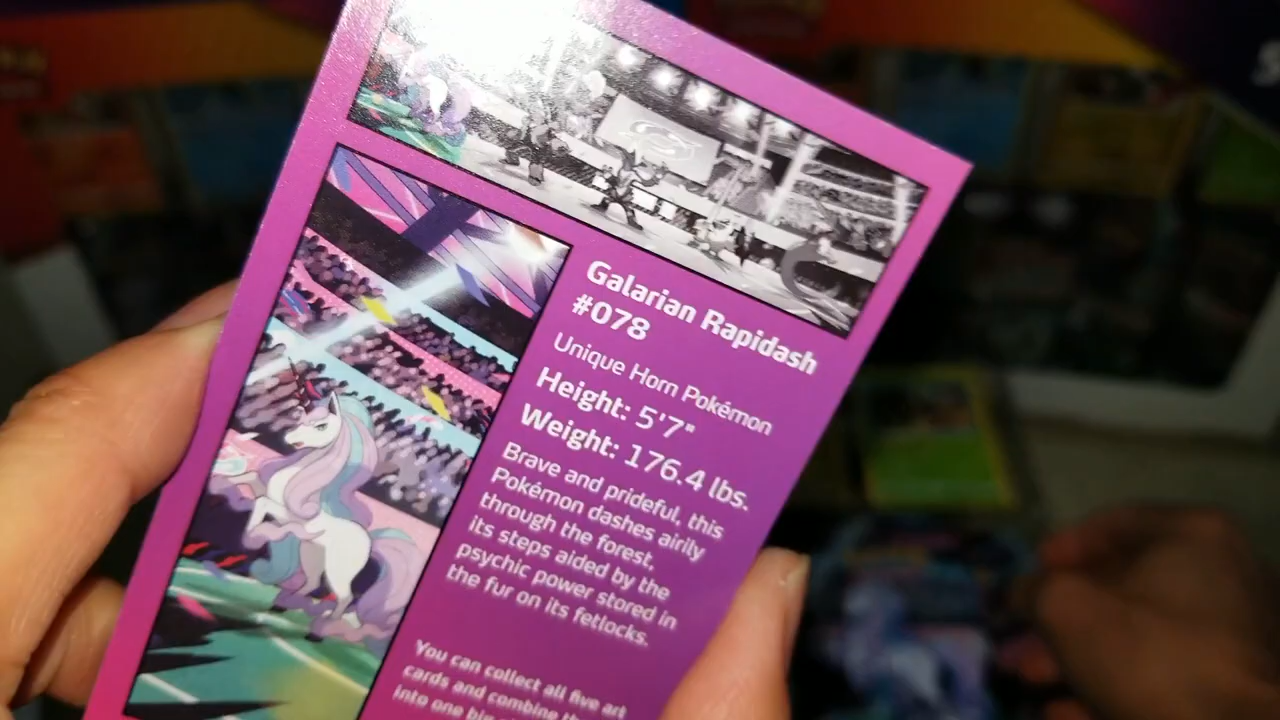 Galarian Rapidash
#078
Unique Horn Pokémon
Height: 5'7"
Weight: 176.4 lbs.
Brave and prideful, this
Pokémon dashes airily
through the forest,
its steps aided by the
psychic power stored in
the fur on its fetlocks.
You can collect all five art
cards and combine
into one big